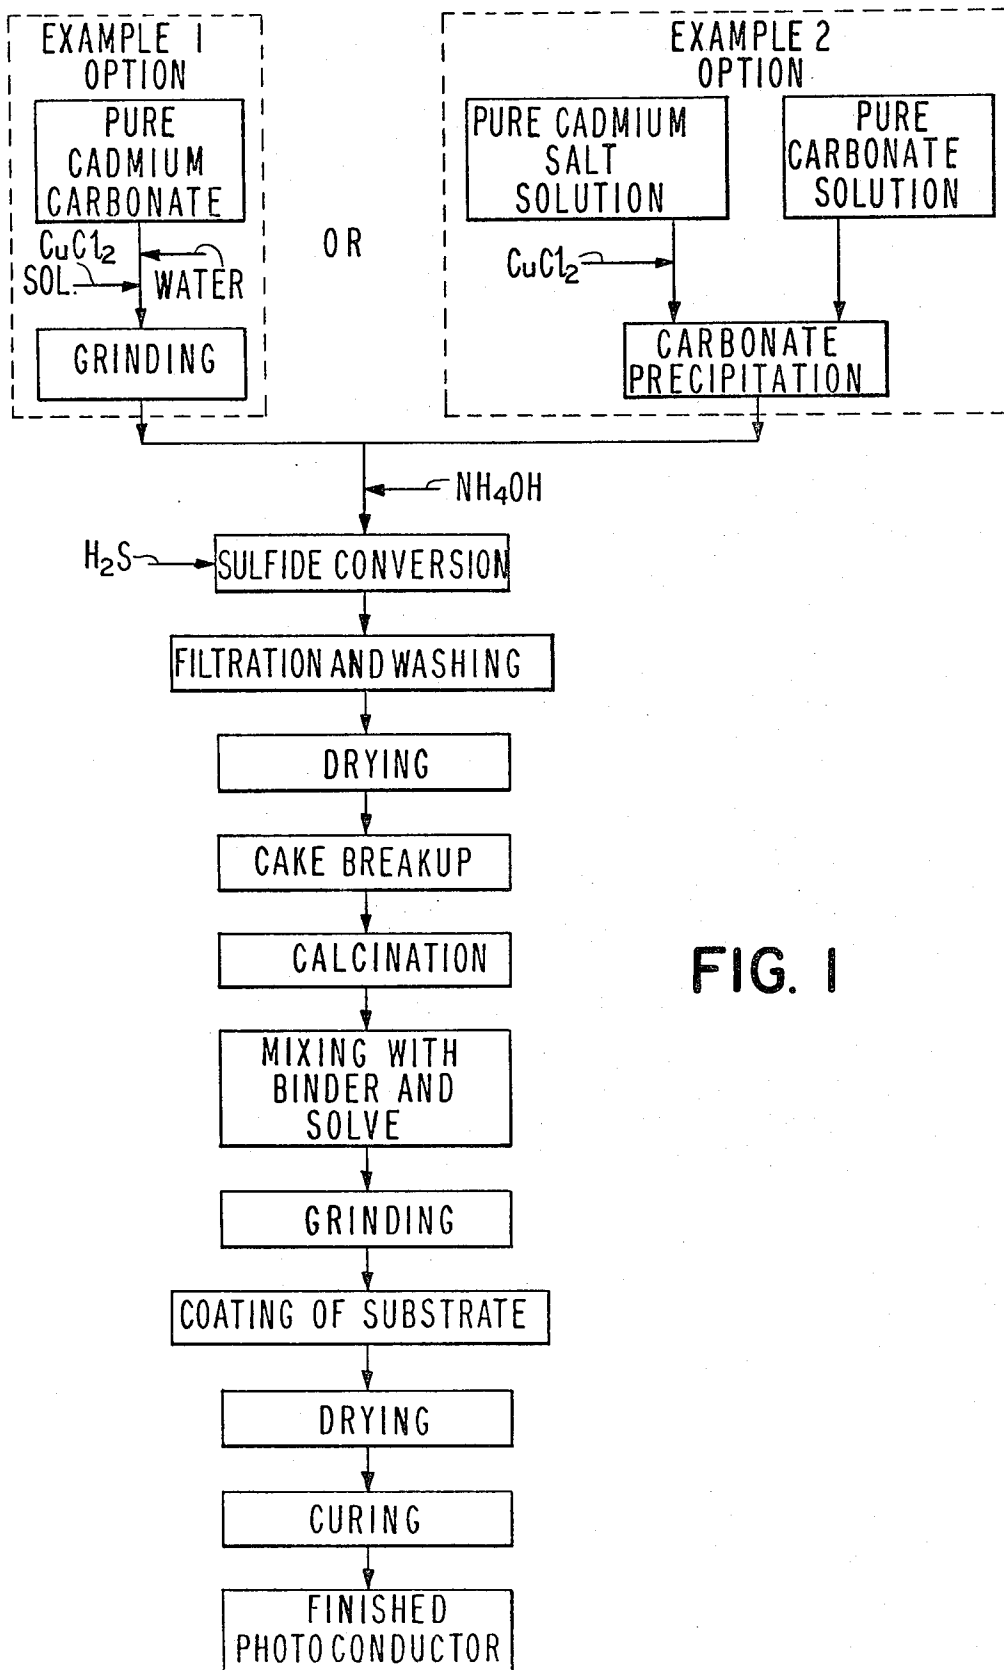 EXAMPLE 1
OPTION
PURE
CADMIUM
CARBONATE
CuCl2
SOL.
WATER
GRINDING
OR
EXAMPLE 2
OPTION
PURE CADMIUM
SALT
SOLUTION
PURE
CARBONATE
SOLUTION
CuCl2
CARBONATE
PRECIPITATION
NH4OH
H2S
SULFIDE CONVERSION
FILTRATION AND WASHING
DRYING
CAKE BREAKUP
CALCINATION
FIG. 1
MIXING WITH
BINDER AND
SOLVE
GRINDING
COATING OF SUBSTRATE
DRYING
CURING
FINISHED
PHOTOCONDUCTOR